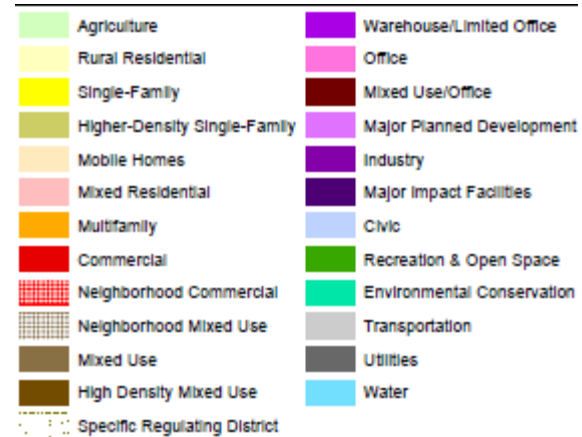 Agriculture
Rural Residential
Single-Family
Higher-Density Single-Family
Mobile Homes
Mixed Residential
Multifamily
Commercial
Neighborhood Commercial
Neighborhood Mixed Use
Mixed Use
High Density Mixed Use
Specific Regulating District
Warehouse/Limited Office
Office
Mixed Use/Office
Major Planned Development
Industry
Major Impact Facilities
Civic
Recreation & Open Space
Environmental Conservation
Transportation
Utilities
Water